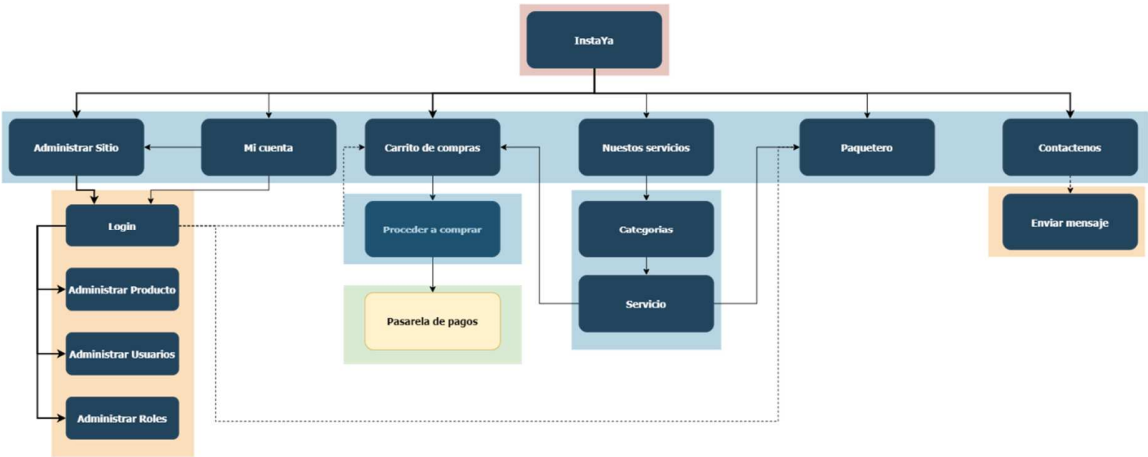 InstaYa
Administrar Sitio
Mi cuenta
Carrito de compras
Nuestos servicios
Paquetero
Contactenos
Login
Proceder a comprar
Categorias
Enviar mensaje
Administrar Producto
Servicio
Pasarela de pagos
Administrar Usuarios
Administrar Roles